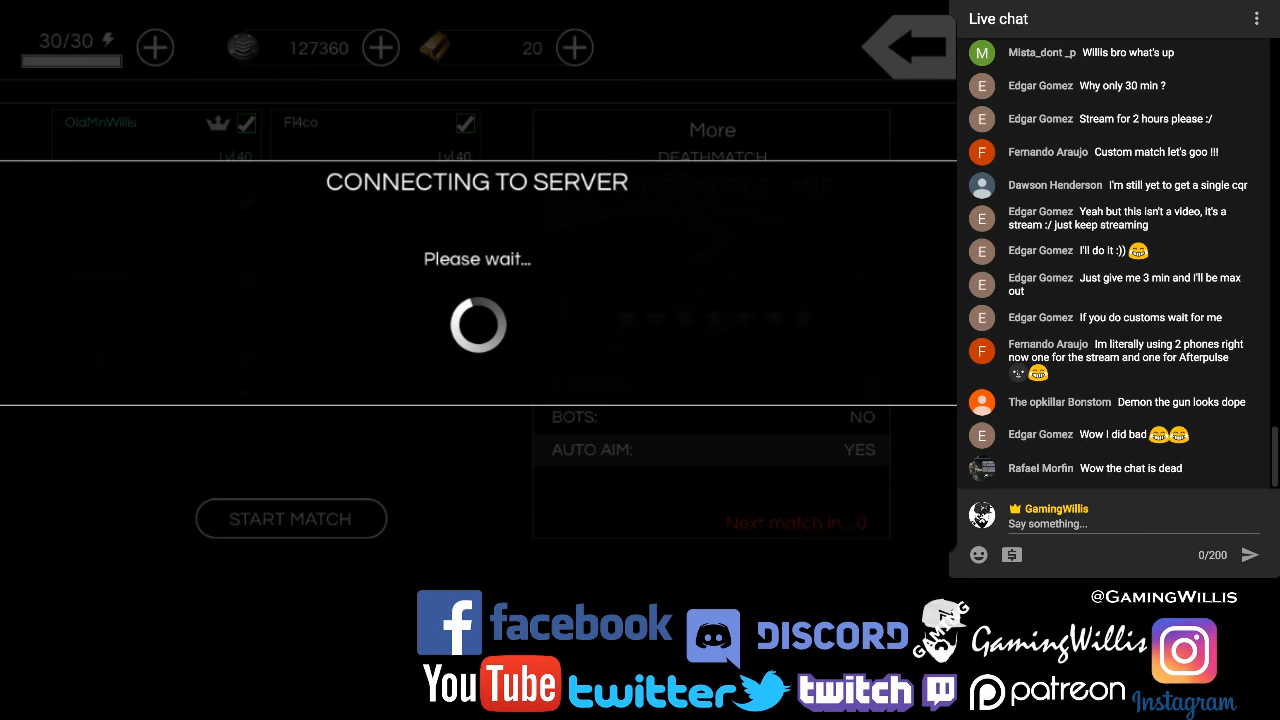 30/30
127360
20
OldMnWillis
Lvl.40
Fl4co
Lvl.40
More
DEATHMATCH
CONNECTING TO SERVER
Please wait...
BOTS: NO
AUTO AIM: YES
START MATCH
Next match in... 0
Live chat
M Mista_dont _p Willis bro what's up
E Edgar Gomez Why only 30 min ?
E Edgar Gomez Stream for 2 hours please :/
F Fernando Araujo Custom match let's goo !!!
Dawson Henderson I'm still yet to get a single cqr
E Edgar Gomez Yeah but this isn't a video, it's a
stream :/ just keep streaming
E Edgar Gomez I'll do it :)) 😂
E Edgar Gomez Just give me 3 min and I'll be max
out
E Edgar Gomez If you do customs wait for me
F Fernando Araujo Im literally using 2 phones right
now one for the stream and one for Afterpulse
🌚😂
The opkillar Bonstom Demon the gun looks dope
E Edgar Gomez Wow I did bad 😂😂
Rafael Morfin Wow the chat is dead
GamingWillis
Say something...
0/200
@GamingWillis
f facebook
DISCORD
GAMING
GamingWillis
YouTube
twitter
twitch
patreon
Instagram